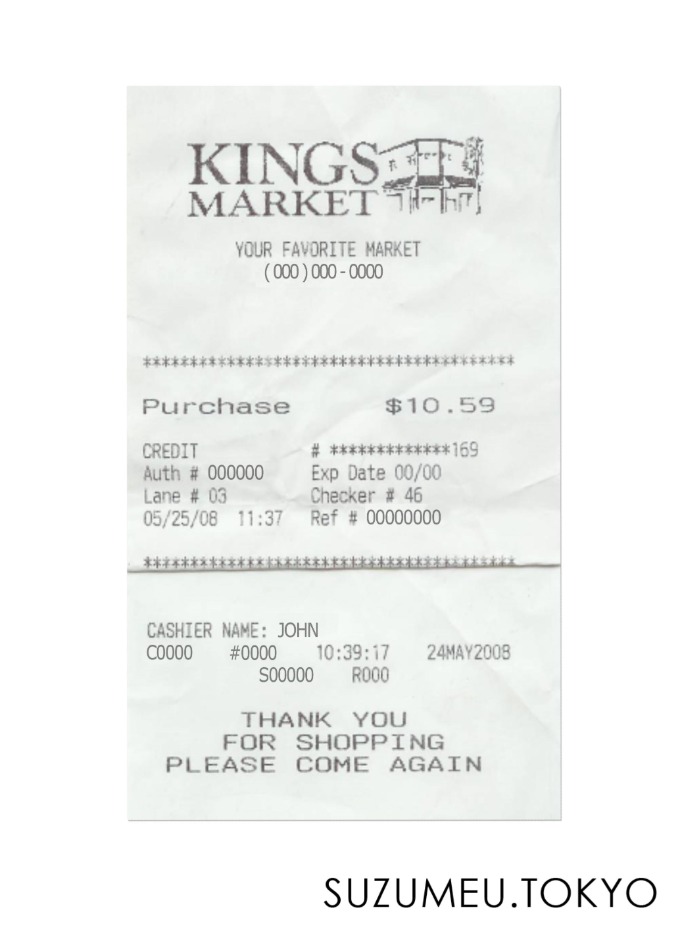 KINGS
MARKET
YOUR FAVORITE MARKET
(000)000-0000
****************************************
Purchase $10.59
CREDIT # *************169
Auth # 000000 Exp Date 00/00
Lane # 03 Checker # 46
05/25/08 11:37 Ref # 00000000
****************************************
CASHIER NAME: JOHN
C0000 #0000 10:39:17 24MAY2008
S00000 R000
THANK YOU
FOR SHOPPING
PLEASE COME AGAIN
SUZUMEU.TOKYO